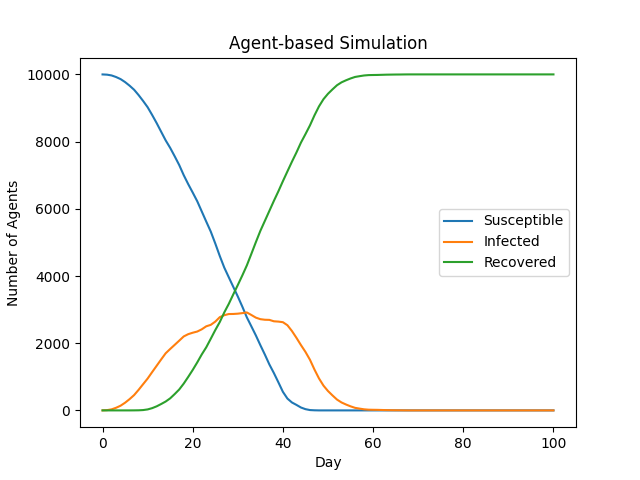 Agent-based Simulation
Number of Agents
10000
8000
6000
4000
2000
0
Susceptible
Infected
Recovered
0 20 40 60 80 100
Day